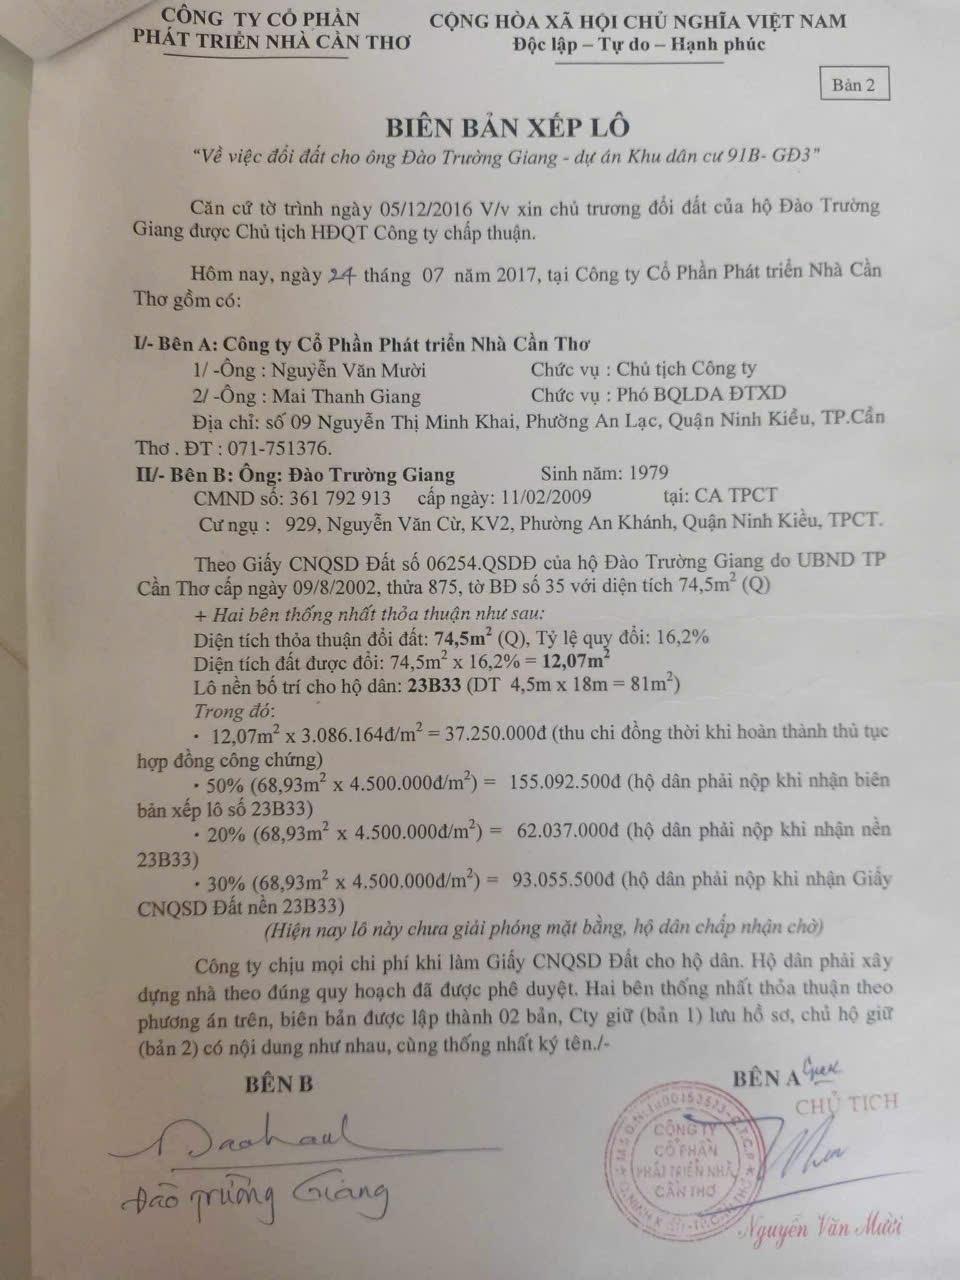 CÔNG TY CỔ PHẦN
PHÁT TRIỂN NHÀ CẦN THƠ
CỘNG HÒA XÃ HỘI CHỦ NGHĨA VIỆT NAM
Độc lập – Tự do – Hạnh phúc
Bản 2
BIÊN BẢN XẾP LÔ
“Về việc đổi đất cho ông Đào Trường Giang - dự án Khu dân cư 91B- GĐ3”
Căn cứ tờ trình ngày 05/12/2016 V/v xin chủ trương đổi đất của hộ Đào Trường
Giang được Chủ tịch HĐQT Công ty chấp thuận.
Hôm nay, ngày 24 tháng 07 năm 2017, tại Công ty Cổ Phần Phát triển Nhà Cần
Thơ gồm có:
I/- Bên A: Công ty Cổ Phần Phát triển Nhà Cần Thơ
1/ -Ông : Nguyễn Văn Mười Chức vụ : Chủ tịch Công ty
2/ -Ông : Mai Thanh Giang Chức vụ : Phó BQLDA ĐTXD
Địa chỉ: số 09 Nguyễn Thị Minh Khai, Phường An Lạc, Quận Ninh Kiều, TP.Cần
Thơ . ĐT : 071-751376.
II/- Bên B: Ông: Đào Trường Giang Sinh năm: 1979
CMND số: 361 792 913 cấp ngày: 11/02/2009 tại: CA TPCT
Cư ngụ : 929, Nguyễn Văn Cừ, KV2, Phường An Khánh, Quận Ninh Kiều, TPCT.
Theo Giấy CNQSD Đất số 06254.QSDĐ của hộ Đào Trường Giang do UBND TP
Cần Thơ cấp ngày 09/8/2002, thửa 875, tờ BĐ số 35 với diện tích 74,5m² (Q)
+ Hai bên thống nhất thỏa thuận như sau:
Diện tích thỏa thuận đổi đất: 74,5m² (Q), Tỷ lệ quy đổi: 16,2%
Diện tích đất được đổi: 74,5m² x 16,2% = 12,07m²
Lô nền bố trí cho hộ dân: 23B33 (DT 4,5m x 18m = 81m²)
Trong đó:
• 12,07m² x 3.086.164đ/m² = 37.250.000đ (thu chi đồng thời khi hoàn thành thủ tục
hợp đồng công chứng)
• 50% (68,93m² x 4.500.000đ/m²) = 155.092.500đ (hộ dân phải nộp khi nhận biên
bản xếp lô số 23B33)
• 20% (68,93m² x 4.500.000đ/m²) = 62.037.000đ (hộ dân phải nộp khi nhận nền
23B33)
• 30% (68,93m² x 4.500.000đ/m²) = 93.055.500đ (hộ dân phải nộp khi nhận Giấy
CNQSD Đất nền 23B33)
(Hiện nay lô này chưa giải phóng mặt bằng, hộ dân chấp nhận chờ)
Công ty chịu mọi chi phí khi làm Giấy CNQSD Đất cho hộ dân. Hộ dân phải xây
dựng nhà theo đúng quy hoạch đã được phê duyệt. Hai bên thống nhất thỏa thuận theo
phương án trên, biên bản được lập thành 02 bản, Cty giữ (bản 1) lưu hồ sơ, chủ hộ giữ
(bản 2) có nội dung như nhau, cùng thống nhất ký tên./-
BÊN B
BÊN A
CHỦ TỊCH
CÔNG TY
CỔ PHẦN
PHÁT TRIỂN NHÀ
CẦN THƠ
Đào Trường Giang
Nguyễn Văn Mười